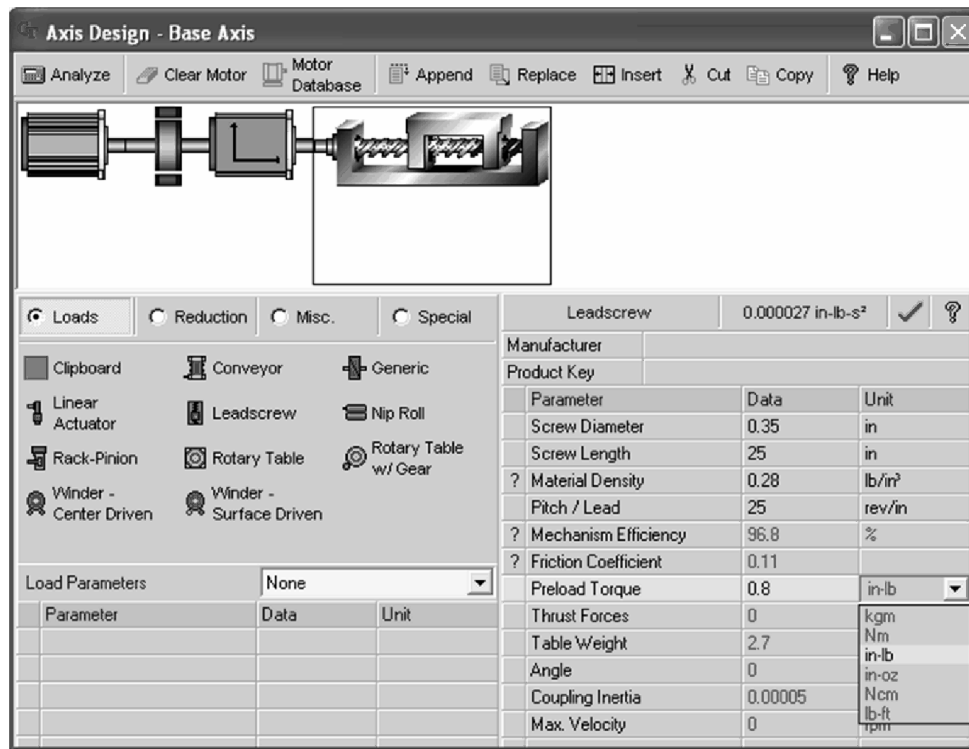 Axis Design - Base Axis
Analyze Clear Motor Motor Database Append Replace Insert Cut Copy Help
Loads Reduction Misc. Special
Clipboard Conveyor Generic
Linear Actuator Leadscrew Nip Roll
Rack-Pinion Rotary Table Rotary Table w/ Gear
Winder - Center Driven Winder - Surface Driven
Load Parameters None
Parameter Data Unit
Leadscrew 0.000027 in-lb-s²
Manufacturer
Product Key
Parameter Data Unit
Screw Diameter 0.35 in
Screw Length 25 in
? Material Density 0.28 lb/in³
Pitch / Lead 25 rev/in
? Mechanism Efficiency 96.8 %
? Friction Coefficient 0.11
Preload Torque 0.8 in-lb
Thrust Forces 0
Table Weight 2.7
Angle 0
Coupling Inertia 0.00005
Max. Velocity 0 rpm
kgm
Nm
in-lb
in-oz
Ncm
lb-ft